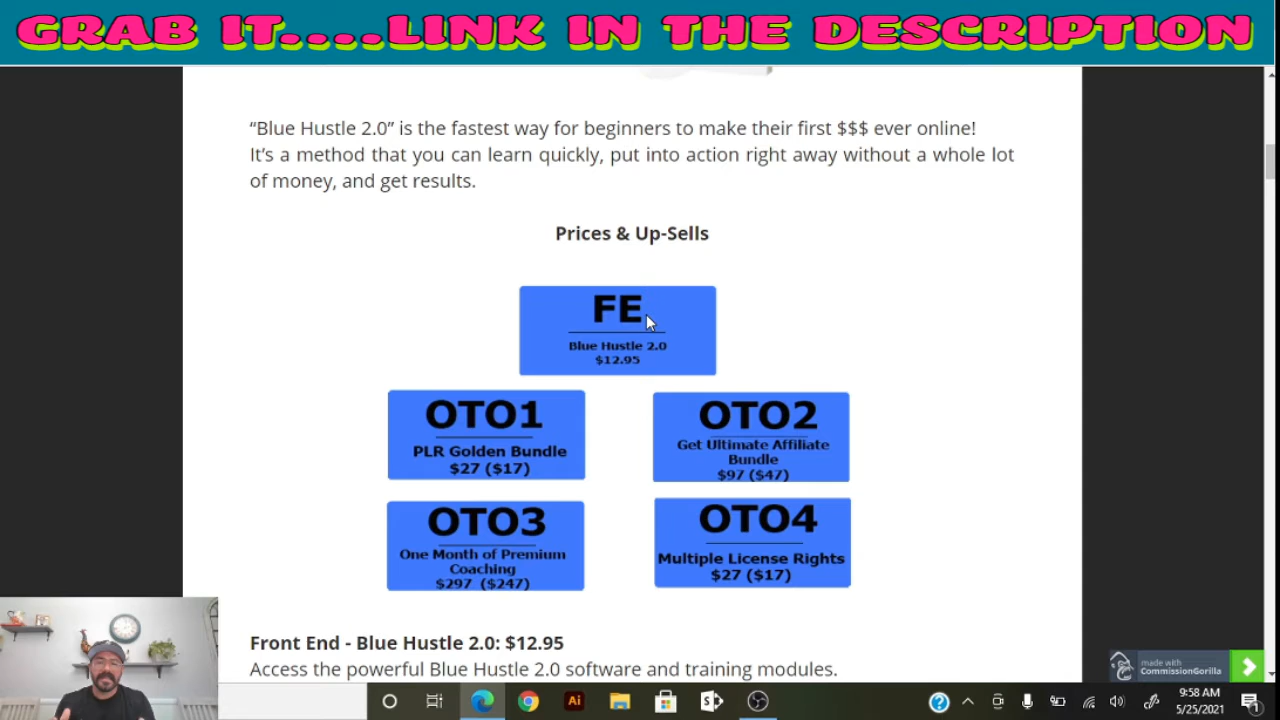 GRAB IT....LINK IN THE DESCRIPTION
“Blue Hustle 2.0” is the fastest way for beginners to make their first $$$ ever online!
It’s a method that you can learn quickly, put into action right away without a whole lot
of money, and get results.
Prices & Up-Sells
FE
Blue Hustle 2.0
$12.95
OTO1
PLR Golden Bundle
$27 ($17)
OTO2
Get Ultimate Affiliate
Bundle
$97 ($47)
OTO3
One Month of Premium
Coaching
$297 ($247)
OTO4
Multiple License Rights
$27 ($17)
Front End - Blue Hustle 2.0: $12.95
Access the powerful Blue Hustle 2.0 software and training modules.
made with
CommissionGorilla
Ai
S
9:58 AM
5/25/2021
1